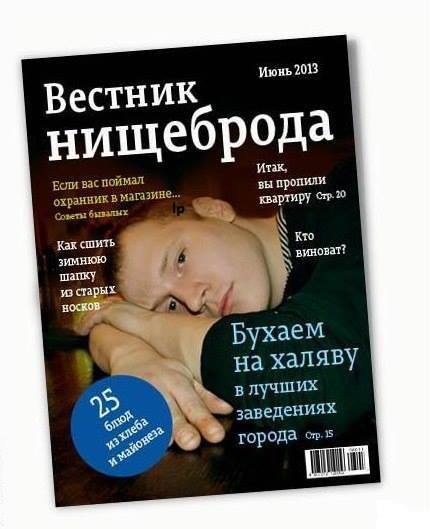 Июнь 2013
Вестник
нищеброда
Если вас поймал
охранник в магазине...
Советы бывалых
Итак,
вы пропили
квартиру Стр. 20
Как сшить
зимнюю
шапку
из старых
носков
Кто
виноват?
Бухаем
на халяву
в лучших
заведениях
города Стр. 15
25
блюд
из хлеба
и майонеза